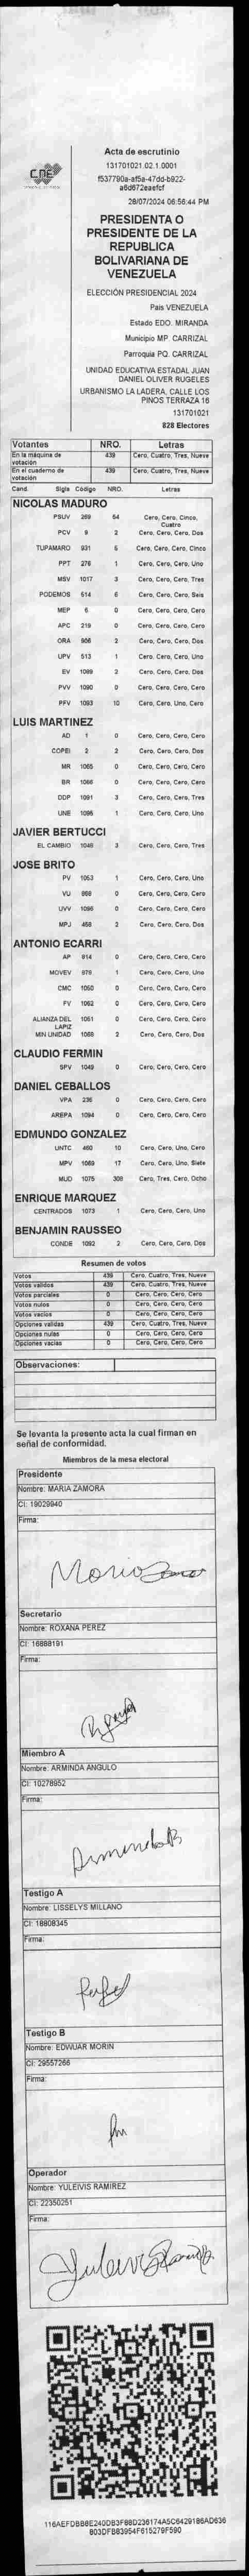 CNE
Acta de escrutinio
131701021.02.1.0001
f537790a-af5a-47dd-b922-
a6d672eaefcf
28/07/2024 06:56:44 PM
PRESIDENTA O
PRESIDENTE DE LA
REPUBLICA
BOLIVARIANA DE
VENEZUELA
ELECCIÓN PRESIDENCIAL 2024
Pais VENEZUELA
Estado EDO. MIRANDA
Municipio MP. CARRIZAL
Parroquia PQ. CARRIZAL
UNIDAD EDUCATIVA ESTADAL JUAN
DANIEL OLIVER RUGELES
URBANISMO LA LADERA. CALLE LOS
PINOS TERRAZA 16
131701021
828 Electores
Votantes NRO. Letras
En la máquina de votación 439 Cero, Cuatro, Tres, Nueve
En el cuaderno de votación 439 Cero, Cuatro, Tres, Nueve
Cand. Sigla Código NRO. Letras
NICOLAS MADURO
PSUV 269 54 Cero, Cero, Cinco, Cuatro
PCV 9 2 Cero, Cero, Cero, Dos
TUPAMARO 931 5 Cero, Cero, Cero, Cinco
PPT 276 1 Cero, Cero, Cero, Uno
MSV 1017 3 Cero, Cero, Cero, Tres
PODEMOS 514 6 Cero, Cero, Cero, Seis
MEP 6 0 Cero, Cero, Cero, Cero
APC 219 0 Cero, Cero, Cero, Cero
ORA 906 2 Cero, Cero, Cero, Dos
UPV 513 1 Cero, Cero, Cero, Uno
EV 1089 2 Cero, Cero, Cero, Dos
PVV 1090 0 Cero, Cero, Cero, Cero
PFV 1093 10 Cero, Cero, Uno, Cero
LUIS MARTINEZ
AD 1 0 Cero, Cero, Cero, Cero
COPEI 2 2 Cero, Cero, Cero, Dos
MR 1065 0 Cero, Cero, Cero, Cero
BR 1066 0 Cero, Cero, Cero, Cero
DDP 1091 3 Cero, Cero, Cero, Tres
UNE 1095 1 Cero, Cero, Cero, Uno
JAVIER BERTUCCI
EL CAMBIO 1046 3 Cero, Cero, Cero, Tres
JOSE BRITO
PV 1053 1 Cero, Cero, Cero, Uno
VU 966 0 Cero, Cero, Cero, Cero
UVV 1096 0 Cero, Cero, Cero, Cero
MPJ 458 2 Cero, Cero, Cero, Dos
ANTONIO ECARRI
AP 914 0 Cero, Cero, Cero, Cero
MOVEV 978 1 Cero, Cero, Cero, Uno
CMC 1050 0 Cero, Cero, Cero, Cero
FV 1062 0 Cero, Cero, Cero, Cero
ALIANZA DEL LAPIZ 1051 0 Cero, Cero, Cero, Cero
MIN UNIDAD 1069 2 Cero, Cero, Cero, Dos
CLAUDIO FERMIN
SPV 1049 0 Cero, Cero, Cero, Cero
DANIEL CEBALLOS
VPA 236 0 Cero, Cero, Cero, Cero
AREPA 1094 0 Cero, Cero, Cero, Cero
EDMUNDO GONZALEZ
UNTC 460 10 Cero, Cero, Uno, Cero
MPV 1069 17 Cero, Cero, Uno, Siete
MUD 1075 308 Cero, Tres, Cero, Ocho
ENRIQUE MARQUEZ
CENTRADOS 1073 1 Cero, Cero, Cero, Uno
BENJAMIN RAUSSEO
CONDE 1092 2 Cero, Cero, Cero, Dos
Resumen de votos
Votos 439 Cero, Cuatro, Tres, Nueve
Votos validos 439 Cero, Cuatro, Tres, Nueve
Votos parciales 0 Cero, Cero, Cero, Cero
Votos nulos 0 Cero, Cero, Cero, Cero
Votos vacios 0 Cero, Cero, Cero, Cero
Opciones validas 439 Cero, Cuatro, Tres, Nueve
Opciones nulas 0 Cero, Cero, Cero, Cero
Opciones vacias 0 Cero, Cero, Cero, Cero
Observaciones:
Se levanta la presente acta la cual firman en
señal de conformidad.
Miembros de la mesa electoral
Presidente
Nombre: MARIA ZAMORA
CI: 19029940
Firma:
Secretario
Nombre: ROXANA PEREZ
CI: 16888191
Firma:
Miembro A
Nombre: ARMINDA ANGULO
CI: 10278952
Firma:
Testigo A
Nombre: LISSELYS MILLANO
CI: 18808345
Firma:
Testigo B
Nombre: EDWUAR MORIN
CI: 29557266
Firma:
Operador
Nombre: YULEIVIS RAMIREZ
CI: 22350251
Firma:
116AEFDBB8E240DB3F88D236174A5C64291B6AD636
803DFB83954F615279F590